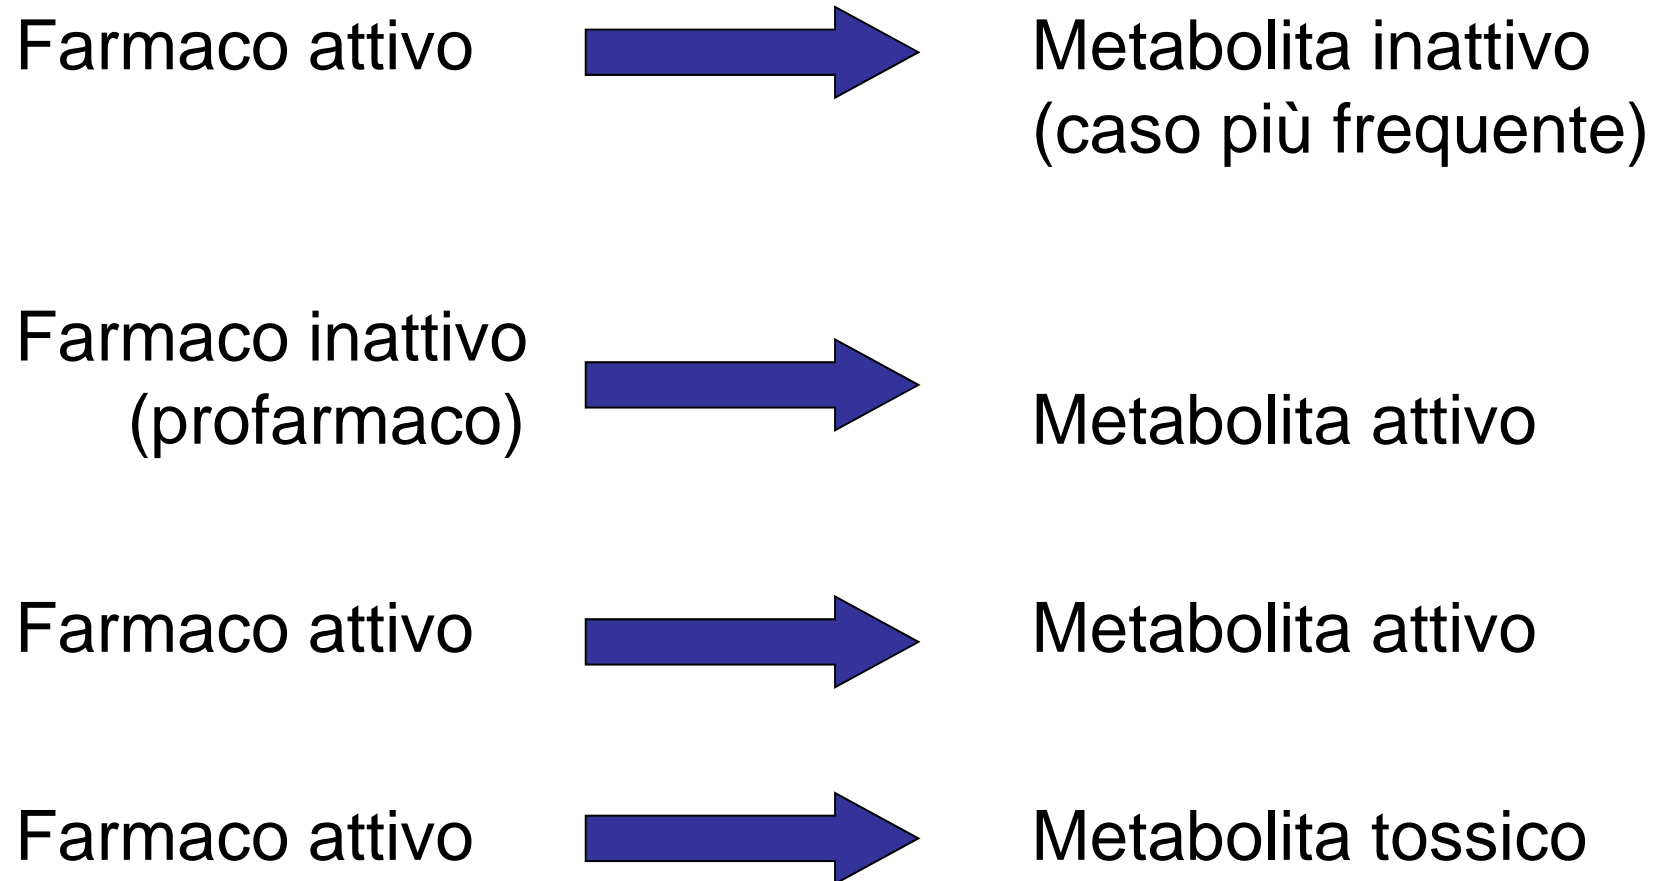 Farmaco attivo
Metabolita inattivo
(caso più frequente)
Farmaco inattivo
(profarmaco)
Metabolita attivo
Farmaco attivo
Metabolita attivo
Farmaco attivo
Metabolita tossico